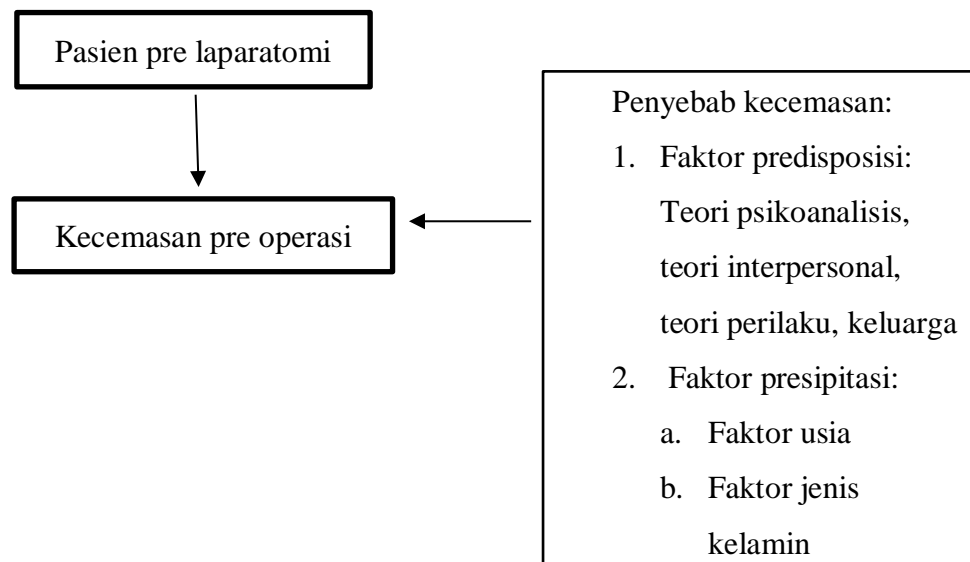 Pasien pre laparatomi
Kecemasan pre operasi
Penyebab kecemasan:
1. Faktor predisposisi:
Teori psikoanalisis,
teori interpersonal,
teori perilaku, keluarga
2. Faktor presipitasi:
a. Faktor usia
b. Faktor jenis
kelamin